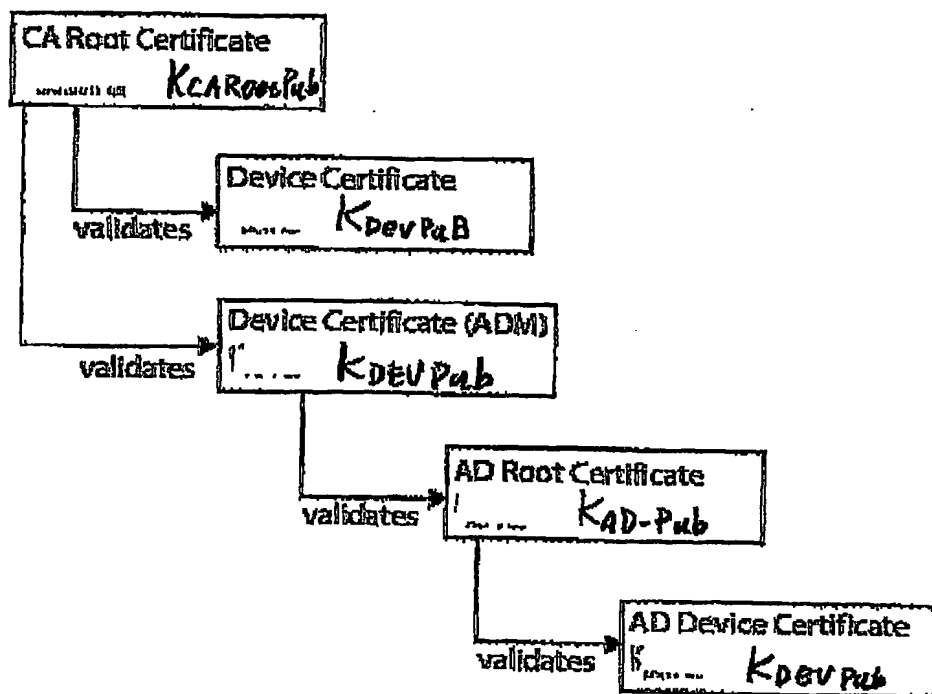 CA Root Certificate
KCARootPub
validates
Device Certificate
KDevPuB
validates
Device Certificate (ADM)
KDEVPub
validates
AD Root Certificate
KAD-Pub
validates
AD Device Certificate
KDEVPub